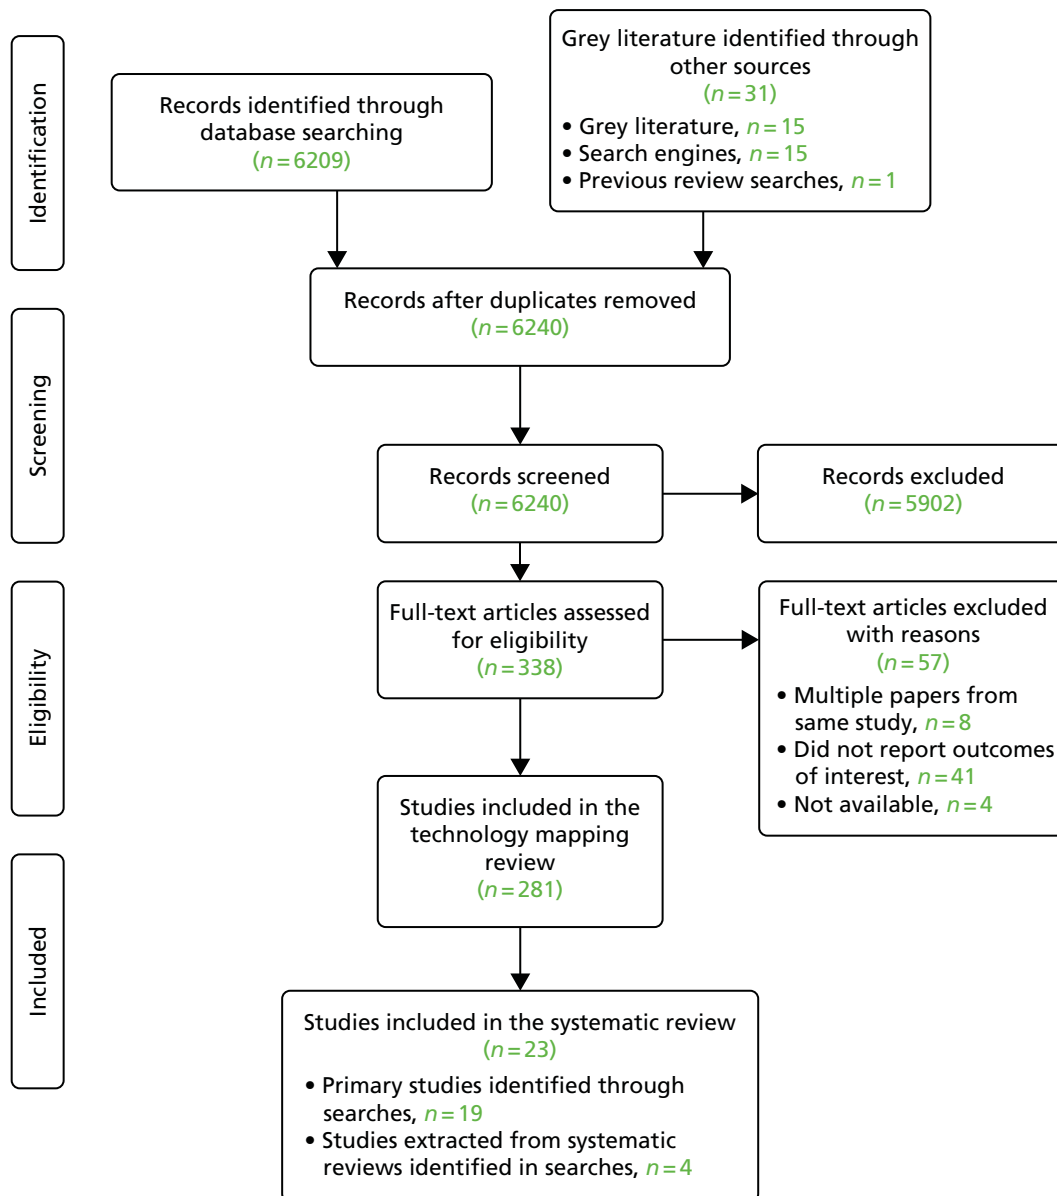 Identification
Records identified through
database searching
(n=6209)
Grey literature identified through
other sources
(n=31)
• Grey literature, n=15
• Search engines, n=15
• Previous review searches, n=1
Screening
Records after duplicates removed
(n=6240)
Records screened
(n=6240)
Records excluded
(n=5902)
Eligibility
Full-text articles assessed
for eligibility
(n=338)
Full-text articles excluded
with reasons
(n=57)
• Multiple papers from
same study, n=8
• Did not report outcomes
of interest, n=41
• Not available, n=4
Studies included in the
technology mapping
review
(n=281)
Included
Studies included in the systematic review
(n=23)
• Primary studies identified through
searches, n=19
• Studies extracted from systematic
reviews identified in searches, n=4